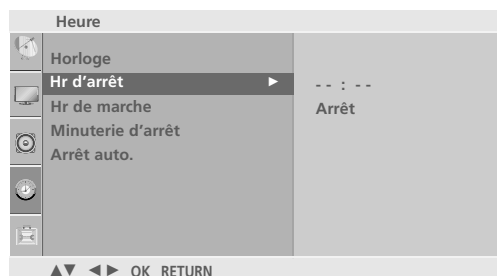 Heure
Horloge
Hr d’arrêt ►
- - : - -
Hr de marche
Arrêt
Minuterie d’arrêt
Arrêt auto.
▲▼ ◄► OK RETURN